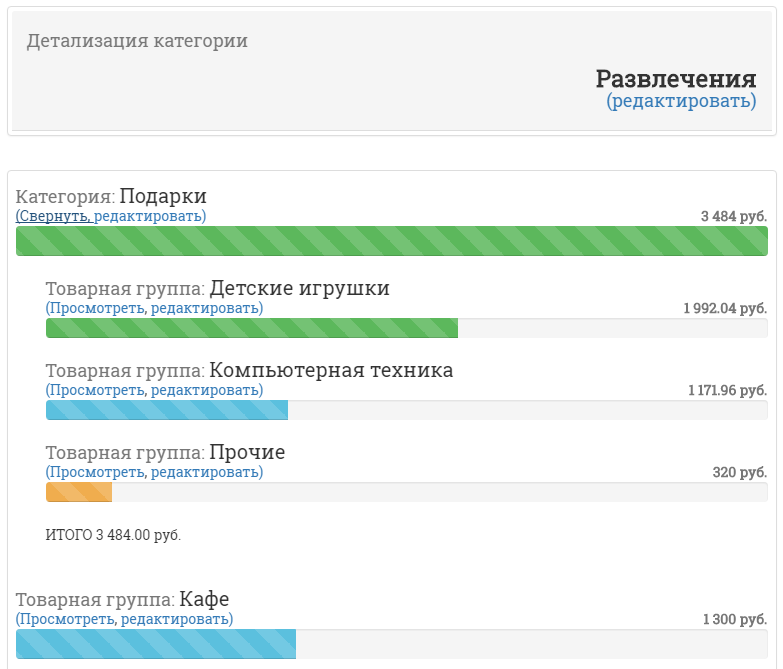 Детализация категории
Развлечения
(редактировать)
Категория: Подарки
(Свернуть, редактировать)
3 484 руб.
Товарная группа: Детские игрушки
(Просмотреть, редактировать)
1 992.04 руб.
Товарная группа: Компьютерная техника
(Просмотреть, редактировать)
1 171.96 руб.
Товарная группа: Прочие
(Просмотреть, редактировать)
320 руб.
ИТОГО 3 484.00 руб.
Товарная группа: Кафе
(Просмотреть, редактировать)
1 300 руб.